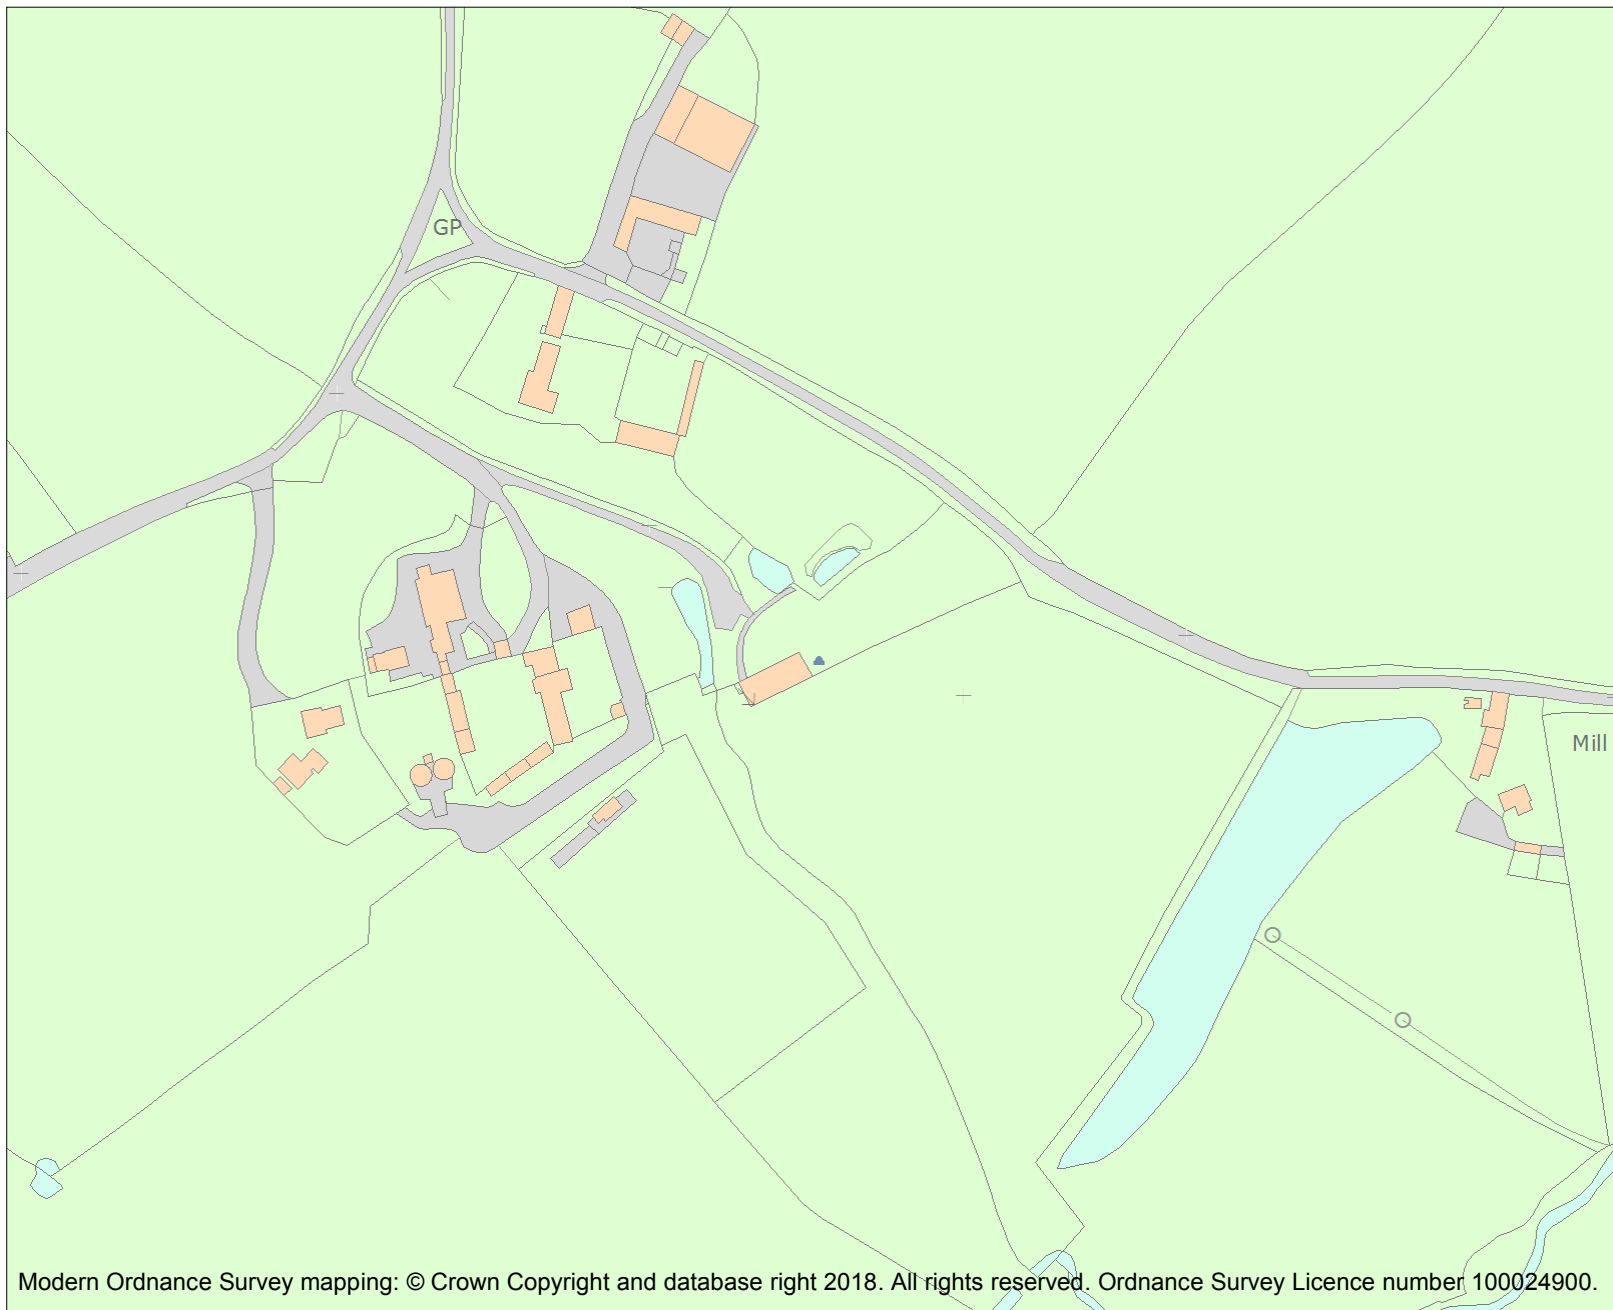 GP
Mill
Modern Ordnance Survey mapping: © Crown Copyright and database right 2018. All rights reserved. Ordnance Survey Licence number 100024900.